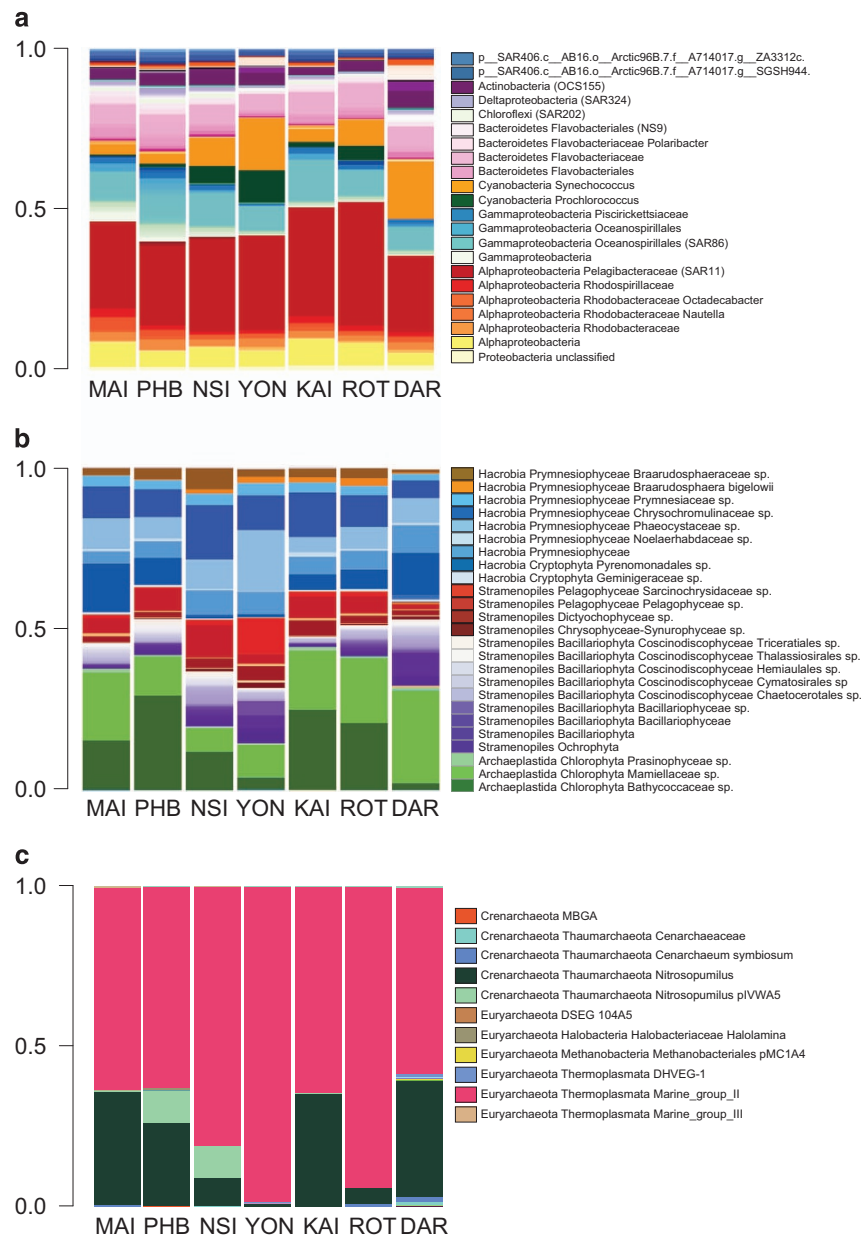 a
1.0
0.5
0.0
MAI PHB NSI YON KAI ROT DAR
p__SAR406.c__AB16.o__Arctic96B.7.f__A714017.g__ZA3312c.
p__SAR406.c__AB16.o__Arctic96B.7.f__A714017.g__SGSH944.
Actinobacteria (OCS155)
Deltaproteobacteria (SAR324)
Chloroflexi (SAR202)
Bacteroidetes Flavobacteriales (NS9)
Bacteroidetes Flavobacteriaceae Polaribacter
Bacteroidetes Flavobacteriaceae
Bacteroidetes Flavobacteriales
Cyanobacteria Synechococcus
Cyanobacteria Prochlorococcus
Gammaproteobacteria Piscirickettsiaceae
Gammaproteobacteria Oceanospirillales
Gammaproteobacteria Oceanospirillales (SAR86)
Gammaproteobacteria
Alphaproteobacteria Pelagibacteraceae (SAR11)
Alphaproteobacteria Rhodospirillaceae
Alphaproteobacteria Rhodobacteraceae Octadecabacter
Alphaproteobacteria Rhodobacteraceae Nautella
Alphaproteobacteria Rhodobacteraceae
Alphaproteobacteria
Proteobacteria unclassified
b
1.0
0.5
0.0
MAI PHB NSI YON KAI ROT DAR
Hacrobia Prymnesiophyceae Braarudosphaeraceae sp.
Hacrobia Prymnesiophyceae Braarudosphaera bigelowii
Hacrobia Prymnesiophyceae Prymnesiaceae sp.
Hacrobia Prymnesiophyceae Chrysochromulinaceae sp.
Hacrobia Prymnesiophyceae Phaeocystaceae sp.
Hacrobia Prymnesiophyceae Noelaerhabdaceae sp.
Hacrobia Prymnesiophyceae
Hacrobia Cryptophyta Pyrenomonadales sp.
Hacrobia Cryptophyta Geminigeraceae sp.
Stramenopiles Pelagophyceae Sarcinochrysidaceae sp.
Stramenopiles Pelagophyceae Pelagophyceae sp.
Stramenopiles Dictyochophyceae sp.
Stramenopiles Chrysophyceae-Synurophyceae sp.
Stramenopiles Bacillariophyta Coscinodiscophyceae Triceratiales sp.
Stramenopiles Bacillariophyta Coscinodiscophyceae Thalassiosirales sp.
Stramenopiles Bacillariophyta Coscinodiscophyceae Hemiaulales sp.
Stramenopiles Bacillariophyta Coscinodiscophyceae Cymatosirales sp
Stramenopiles Bacillariophyta Coscinodiscophyceae Chaetocerotales sp.
Stramenopiles Bacillariophyta Bacillariophyceae sp.
Stramenopiles Bacillariophyta Bacillariophyceae
Stramenopiles Bacillariophyta
Stramenopiles Ochrophyta
Archaeplastida Chlorophyta Prasinophyceae sp.
Archaeplastida Chlorophyta Mamiellaceae sp.
Archaeplastida Chlorophyta Bathycoccaceae sp.
c
1.0
0.5
0.0
MAI PHB NSI YON KAI ROT DAR
Crenarchaeota MBGA
Crenarchaeota Thaumarchaeota Cenarchaeaceae
Crenarchaeota Thaumarchaeota Cenarchaeum symbiosum
Crenarchaeota Thaumarchaeota Nitrosopumilus
Crenarchaeota Thaumarchaeota Nitrosopumilus pIVWA5
Euryarchaeota DSEG 104A5
Euryarchaeota Halobacteria Halobacteriaceae Halolamina
Euryarchaeota Methanobacteria Methanobacteriales pMC1A4
Euryarchaeota Thermoplasmata DHVEG-1
Euryarchaeota Thermoplasmata Marine_group_II
Euryarchaeota Thermoplasmata Marine_group_III